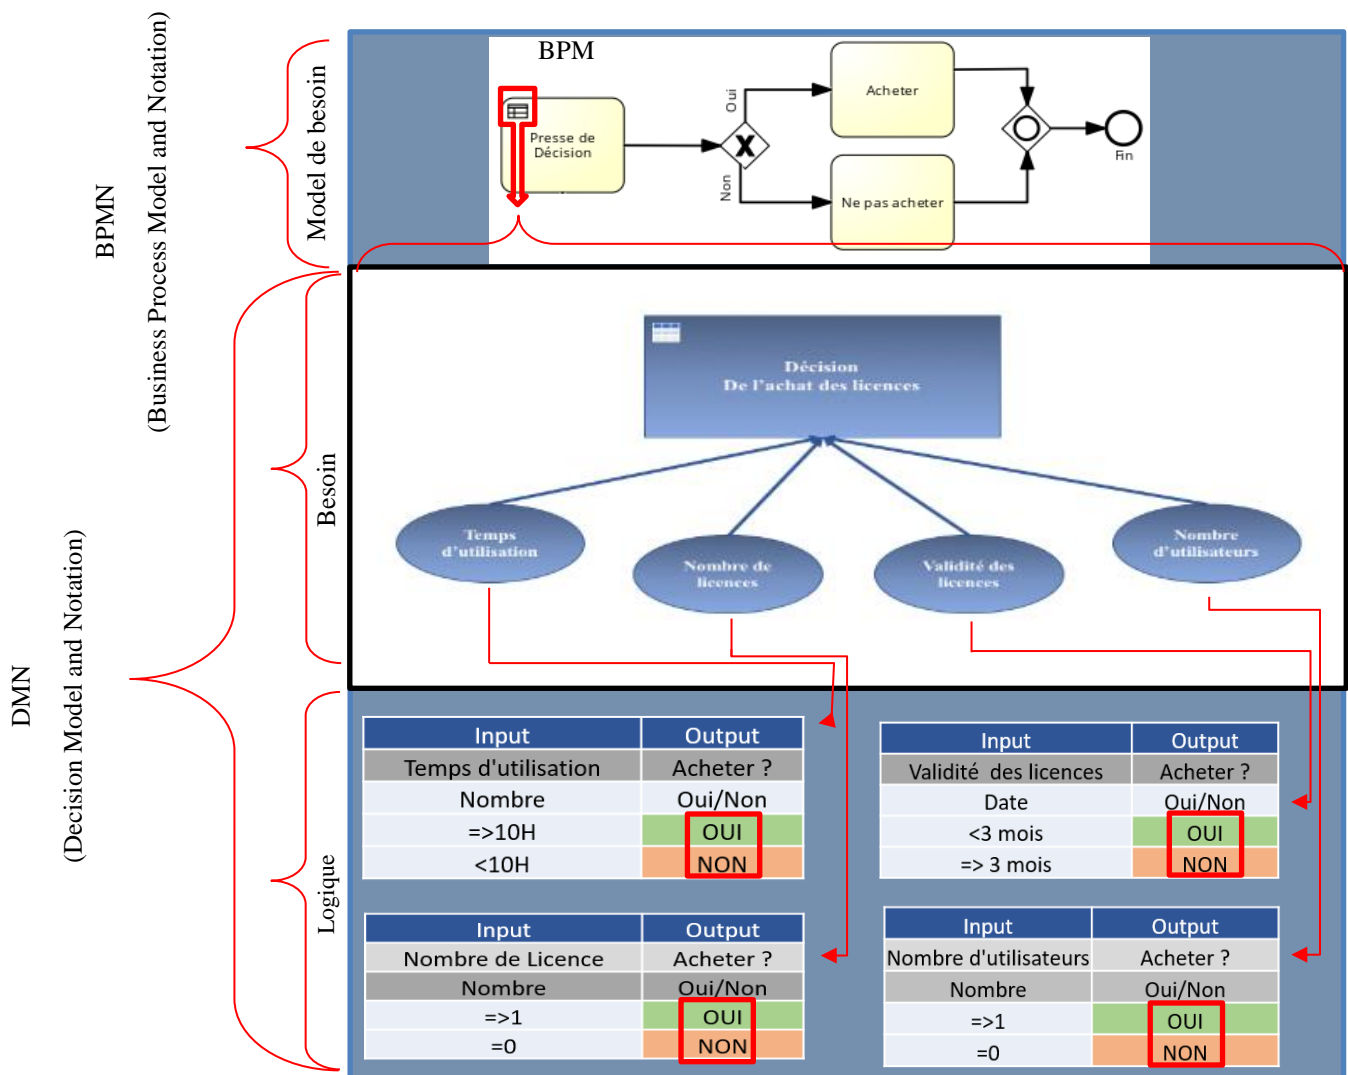 BPMN
(Business Process Model and Notation)
Model de besoin
BPM
Presse de
Décision
Oui
Non
Acheter
Ne pas acheter
Fin
DMN
(Decision Model and Notation)
Besoin
Décision
De l'achat des licences
Temps
d'utilisation
Nombre de
licences
Validité des
licences
Nombre
d'utilisateurs
Logique
Input Output
Temps d'utilisation Acheter ?
Nombre Oui/Non
=>10H OUI
<10H NON
Input Output
Validité des licences Acheter ?
Date Oui/Non
<3 mois OUI
=> 3 mois NON
Input Output
Nombre de Licence Acheter ?
Nombre Oui/Non
=>1 OUI
=0 NON
Input Output
Nombre d'utilisateurs Acheter ?
Nombre Oui/Non
=>1 OUI
=0 NON